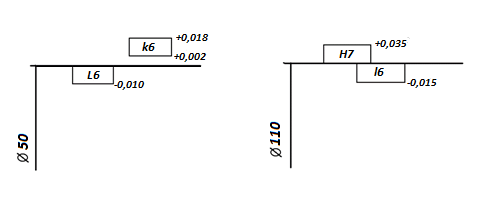 k6
+0,018
+0,002
L6
-0,010
Ø 50
H7
+0,035
l6
-0,015
Ø 110